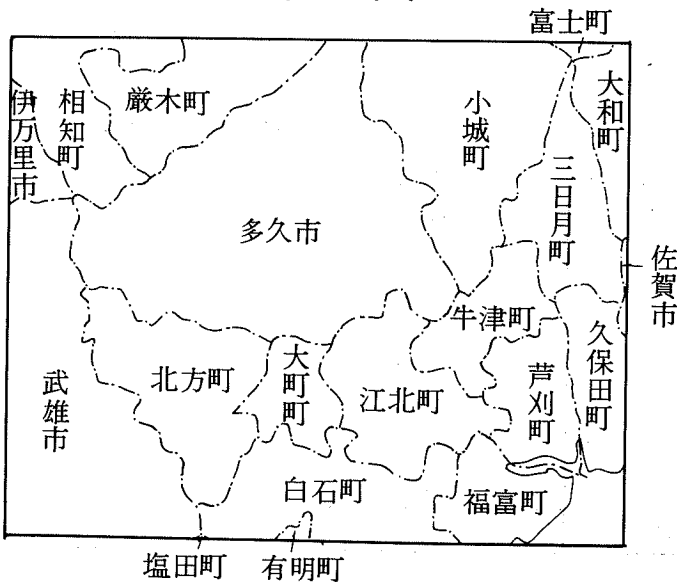 富士町
大和町
厳木町
小城町
相知町
伊万里市
三日月町
多久市
佐賀市
牛津町
久保田町
大町町
北方町
江北町
芦刈町
武雄市
白石町
福富町
塩田町
有明町